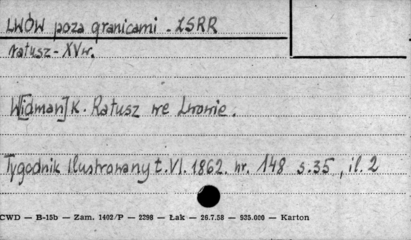 LWÓW poza granicami - ZSRR
ratusz - XV w.
W[idman] K. Ratusz we Lwowie.
Tygodnik Ilustrowany t. VI. 1862. nr. 148 s. 35, il. 2
CWD — B-15b — Zam. 1402/P — 2298 — Łak — 26.7.58 — 935.000 — Karton